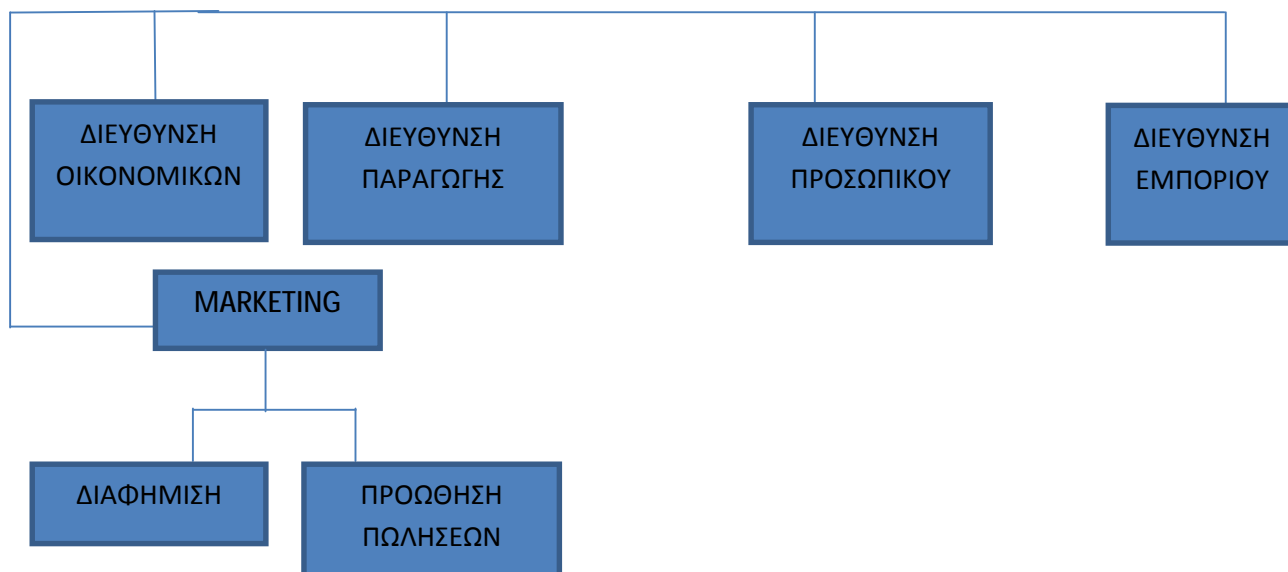 ΔΙΕΥΘΥΝΣΗ
ΟΙΚΟΝΟΜΙΚΩΝ
ΔΙΕΥΘΥΝΣΗ
ΠΑΡΑΓΩΓΗΣ
ΔΙΕΥΘΥΝΣΗ
ΠΡΟΣΩΠΙΚΟΥ
ΔΙΕΥΘΥΝΣΗ
ΕΜΠΟΡΙΟΥ
MARKETING
ΔΙΑΦΗΜΙΣΗ
ΠΡΟΩΘΗΣΗ
ΠΩΛΗΣΕΩΝ